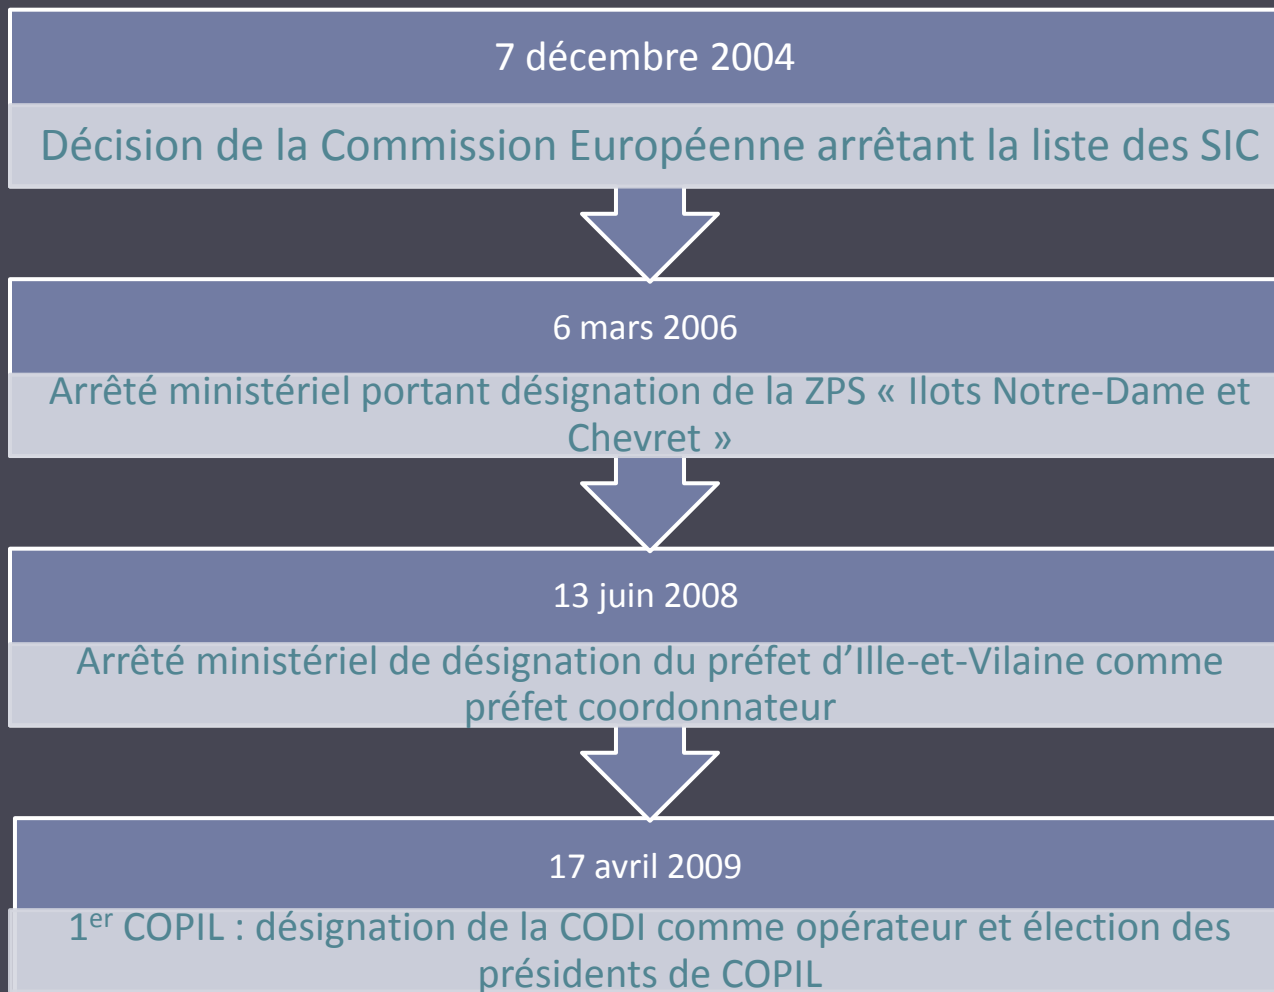 7 décembre 2004
Décision de la Commission Européenne arrêtant la liste des SIC
6 mars 2006
Arrêté ministériel portant désignation de la ZPS « Ilots Notre-Dame et
Chevret »
13 juin 2008
Arrêté ministériel de désignation du préfet d’Ille-et-Vilaine comme
préfet coordonnateur
17 avril 2009
1er COPIL : désignation de la CODI comme opérateur et élection des
présidents de COPIL